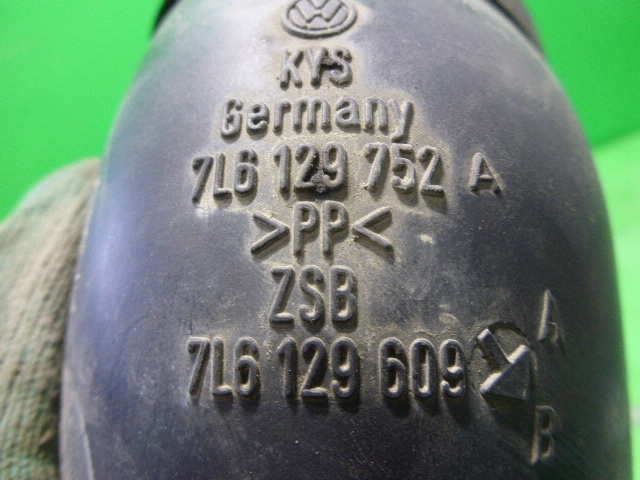 KYS
Germany
7L6 129 752 A
>PP<
ZSB
7L6 129 609
A
B